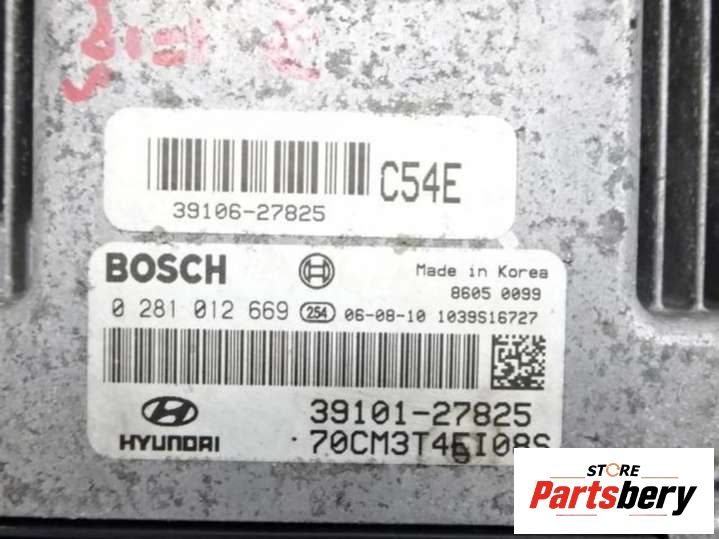 39106-27825 C54E
BOSCH Made in Korea
8605 0099
0 281 012 669 254 06-08-10 1039S16727
39101-27825
HYUNDAI 70CM3T4EI08S
STORE
Partsbery